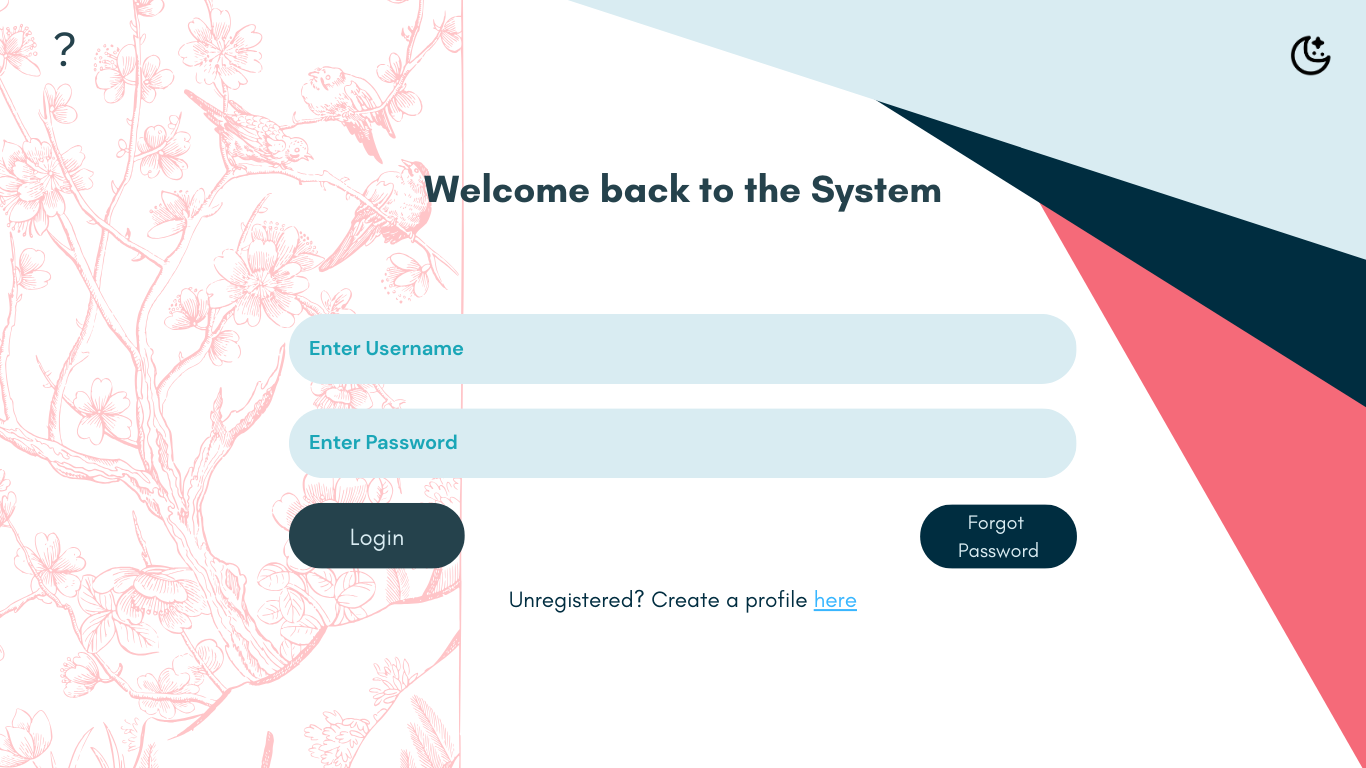 ?
Welcome back to the System
Enter Username
Enter Password
Login
Forgot
Password
Unregistered? Create a profile here